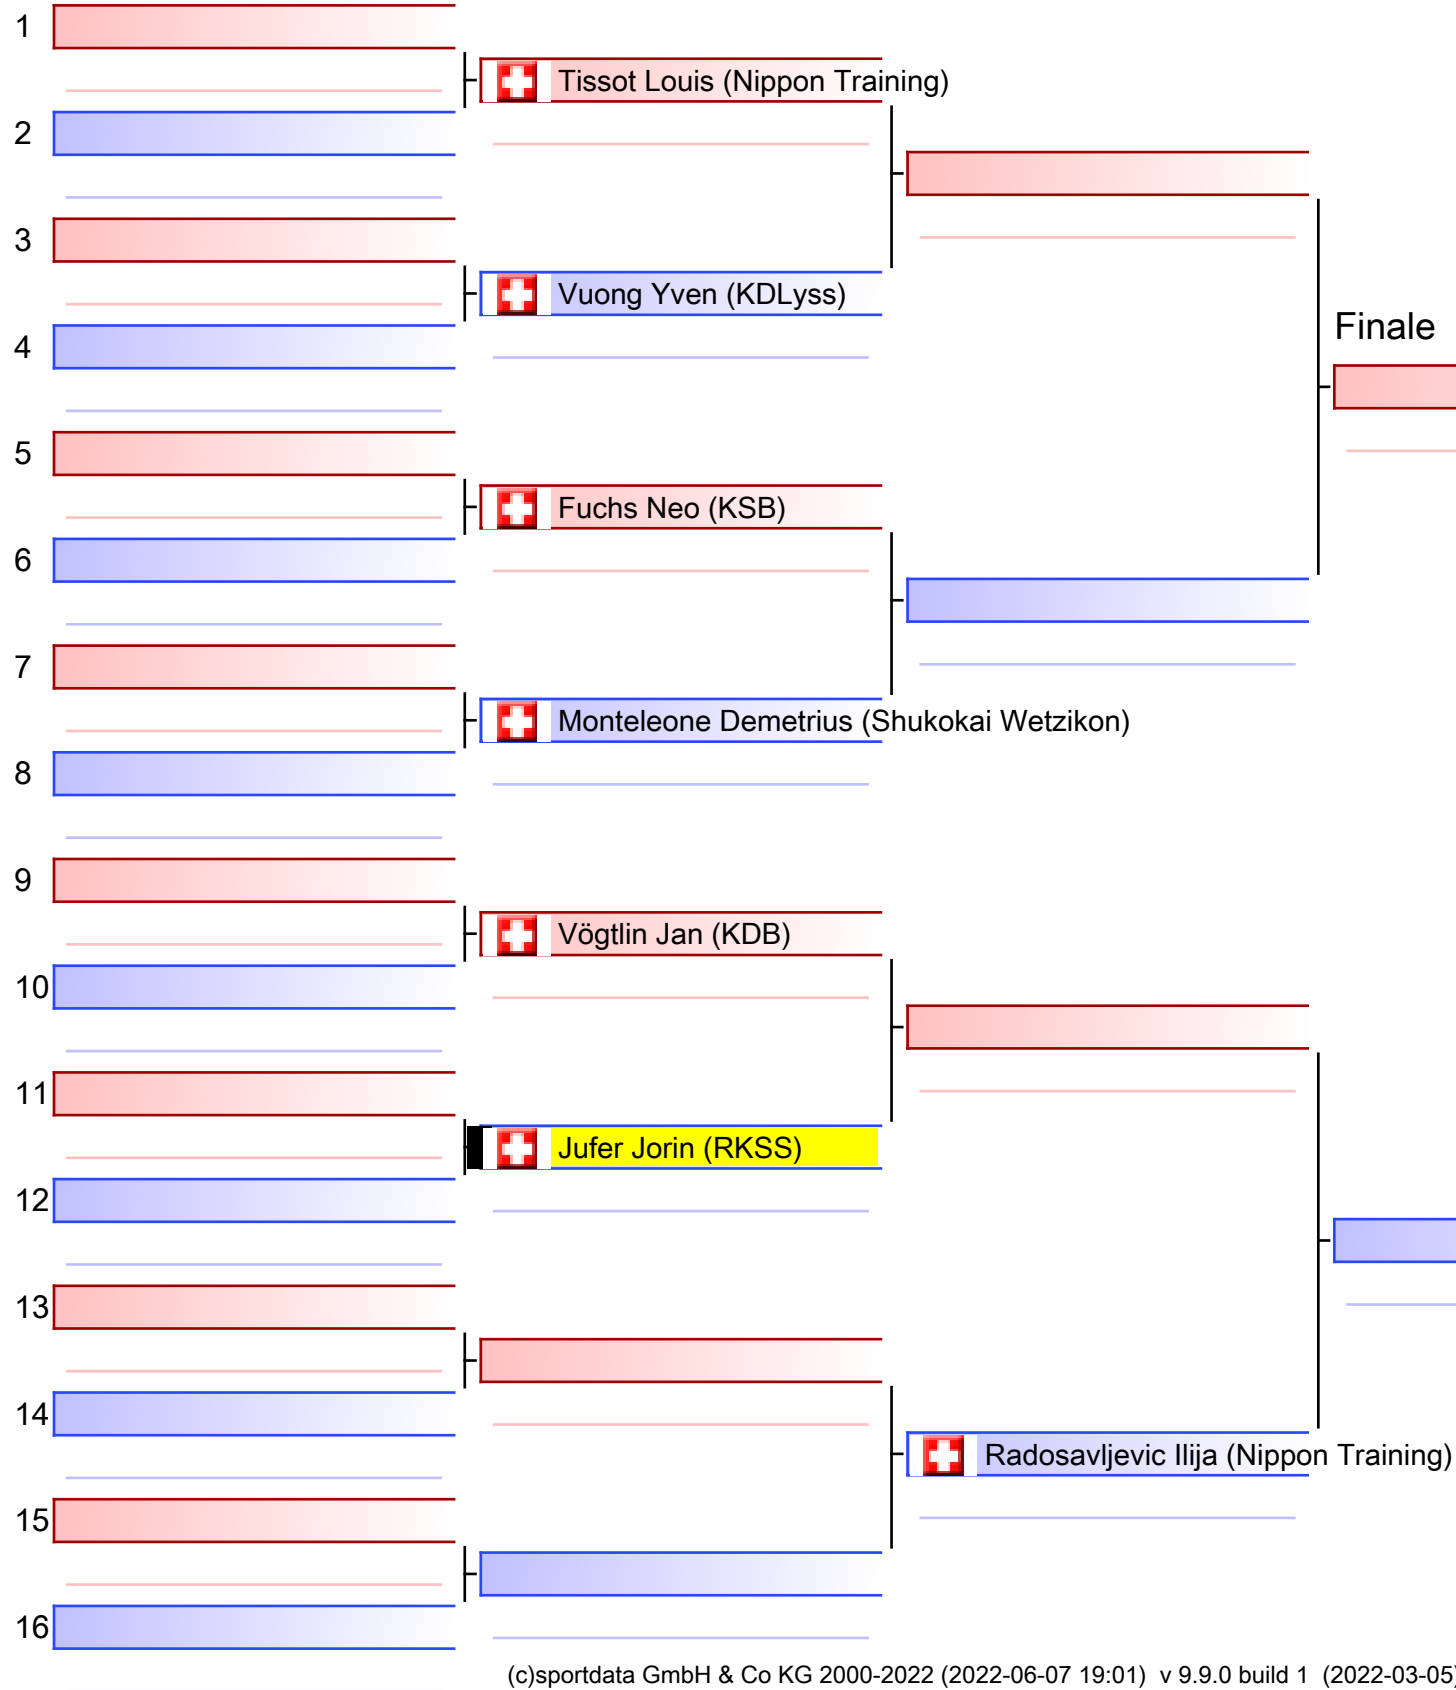 1
Tissot Louis (Nippon Training)
2
3
Vuong Yven (KDLyss)
Finale
4
5
Fuchs Neo (KSB)
6
7
Monteleone Demetrius (Shukokai Wetzikon)
8
9
Vögtlin Jan (KDB)
10
11
Jufer Jorin (RKSS)
12
13
14
Radosavljevic Ilija (Nippon Training)
15
16
(c)sportdata GmbH & Co KG 2000-2022 (2022-06-07 19:01) v 9.9.0 build 1 (2022-03-05)